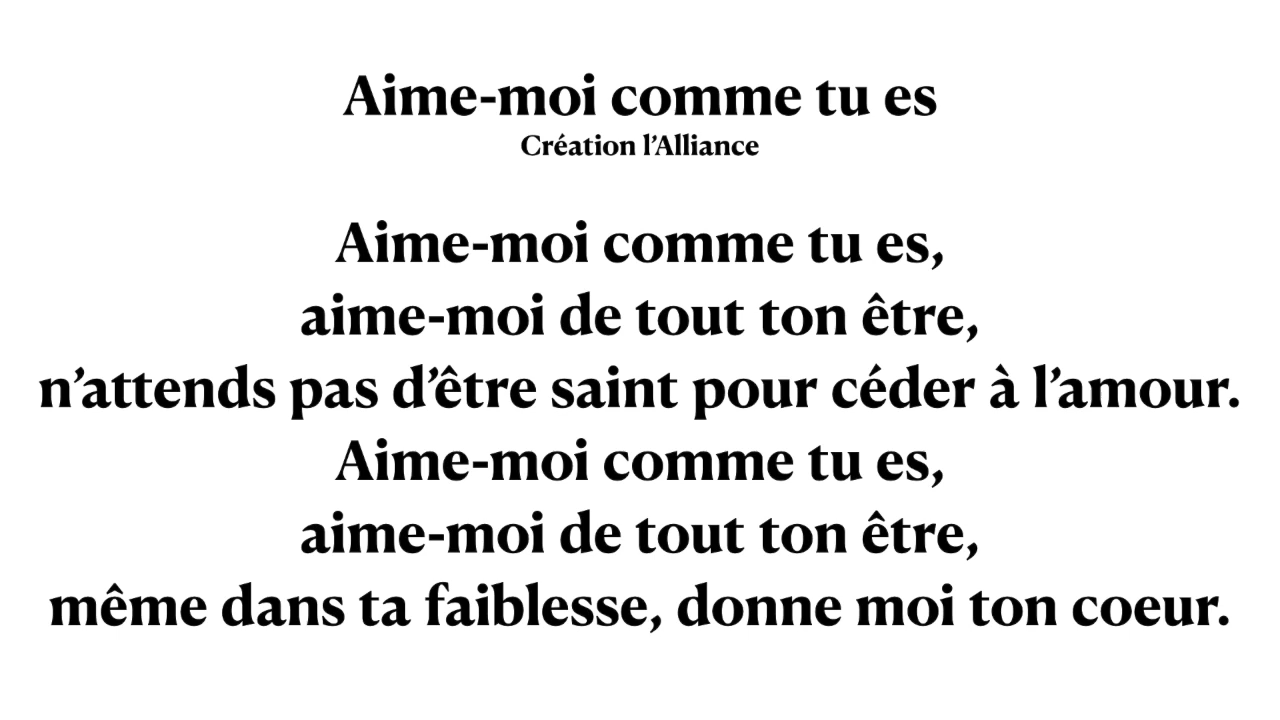 Aime-moi comme tu es
Création l’Alliance
Aime-moi comme tu es,
aime-moi de tout ton être,
n’attends pas d’être saint pour céder à l’amour.
Aime-moi comme tu es,
aime-moi de tout ton être,
même dans ta faiblesse, donne moi ton coeur.